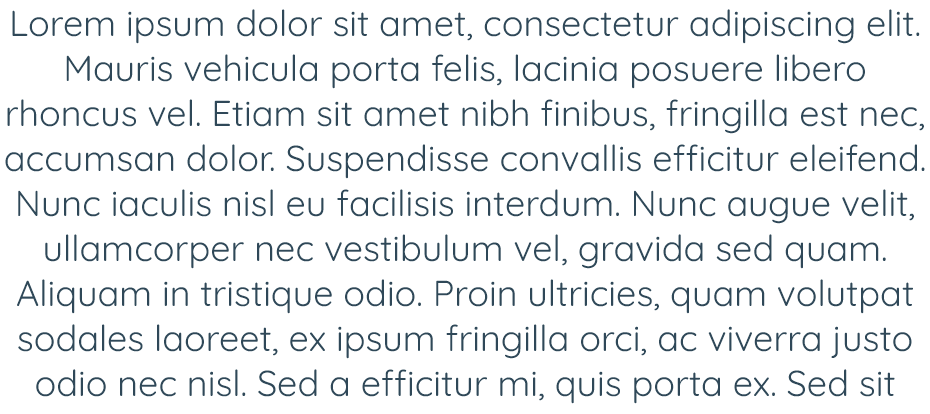 Lorem ipsum dolor sit amet, consectetur adipiscing elit.
Mauris vehicula porta felis, lacinia posuere libero
rhoncus vel. Etiam sit amet nibh finibus, fringilla est nec,
accumsan dolor. Suspendisse convallis efficitur eleifend.
Nunc iaculis nisl eu facilisis interdum. Nunc augue velit,
ullamcorper nec vestibulum vel, gravida sed quam.
Aliquam in tristique odio. Proin ultricies, quam volutpat
sodales laoreet, ex ipsum fringilla orci, ac viverra justo
odio nec nisl. Sed a efficitur mi, quis porta ex. Sed sit